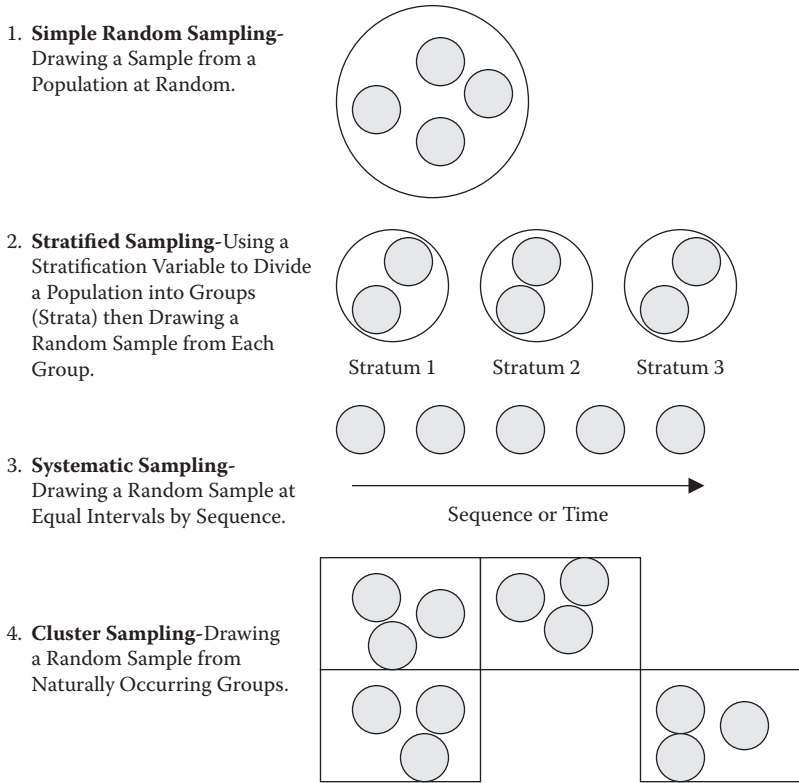 1. Simple Random Sampling-
Drawing a Sample from a
Population at Random.
2. Stratified Sampling-Using a
Stratification Variable to Divide
a Population into Groups
(Strata) then Drawing a
Random Sample from Each
Group.
Stratum 1
Stratum 2
Stratum 3
3. Systematic Sampling-
Drawing a Random Sample at
Equal Intervals by Sequence.
Sequence or Time
4. Cluster Sampling-Drawing
a Random Sample from
Naturally Occurring Groups.